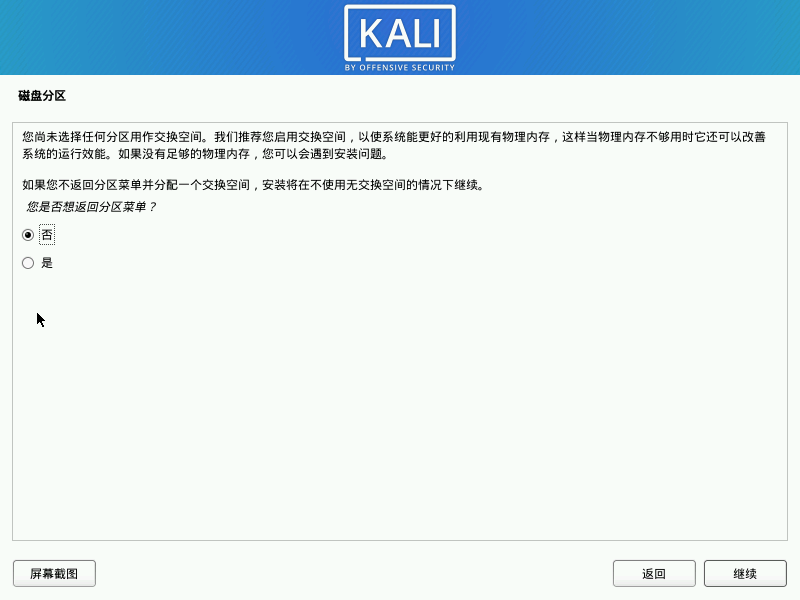 KALI
BY OFFENSIVE SECURITY
磁盘分区
您尚未选择任何分区用作交换空间。我们推荐您启用交换空间，以使系统能更好的利用现有物理内存，这样当物理内存不够用时它还可以改善
系统的运行效能。如果没有足够的物理内存，您可以会遇到安装问题。
如果您不返回分区菜单并分配一个交换空间，安装将在不使用无交换空间的情况下继续。
您是否想返回分区菜单？
否
是
屏幕截图
返回
继续